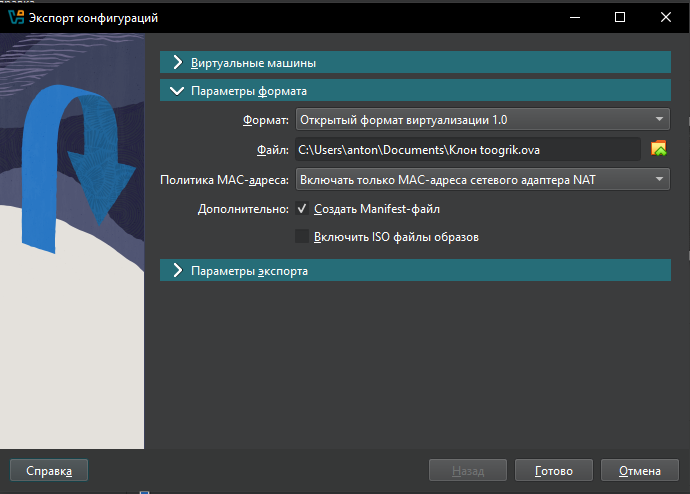 Экспорт конфигураций
Виртуальные машины
Параметры формата
Формат: Открытый формат виртуализации 1.0
Файл: C:\Users\anton\Documents\Клон toogrik.ova
Политика MAC-адреса: Включать только MAC-адреса сетевого адаптера NAT
Дополнительно: Создать Manifest-файл
Включить ISO файлы образов
Параметры экспорта
Справка Назад Готово Отмена